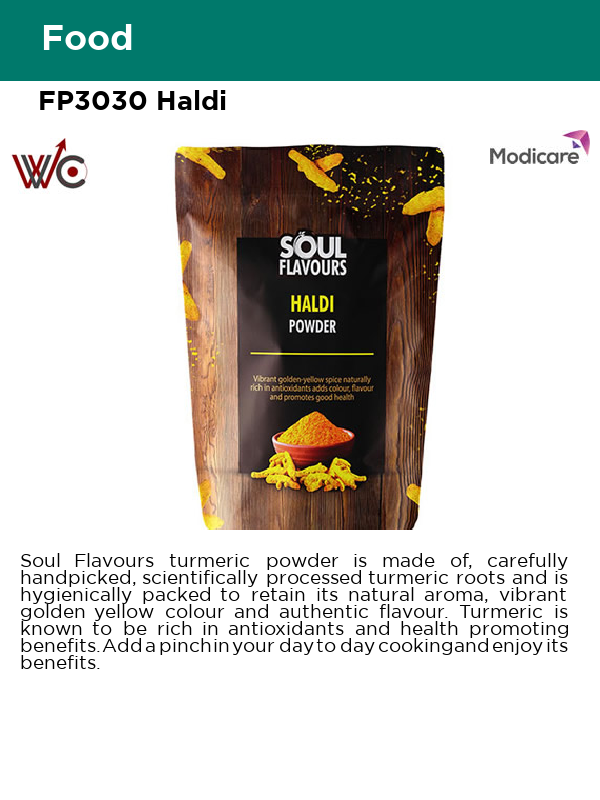 Food
FP3030 Haldi
WC
Modicare
SOUL
FLAVOURS
HALDI
POWDER
Vibrant golden-yellow spice naturally
rich in antioxidants adds colour, flavour
and promotes good health
Soul Flavours turmeric powder is made of, carefully
handpicked, scientifically processed turmeric roots and is
hygienically packed to retain its natural aroma, vibrant
golden yellow colour and authentic flavour. Turmeric is
known to be rich in antioxidants and health promoting
benefits. Add a pinch in your day to day cooking and enjoy its
benefits.